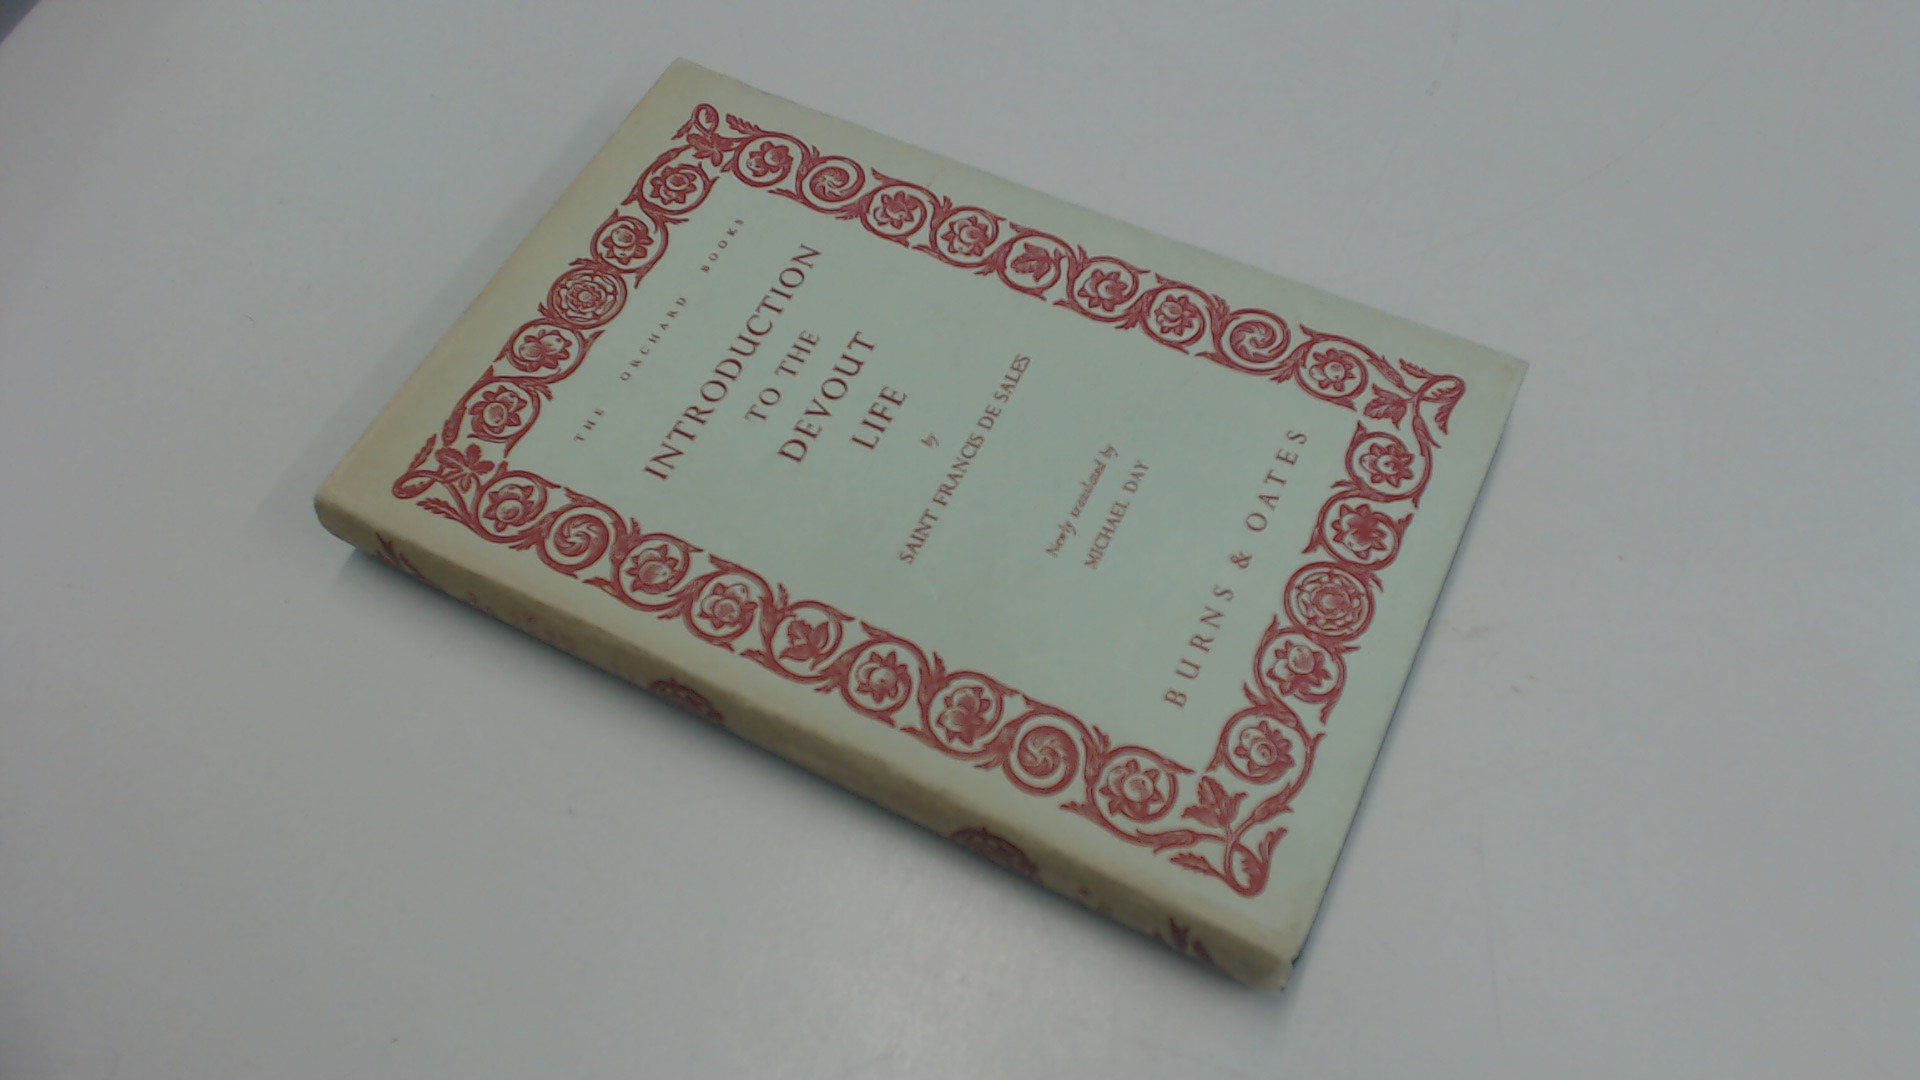 THE ORCHARD BOOKS
INTRODUCTION
TO THE
DEVOUT
LIFE
by
SAINT FRANCIS DE SALES
Newly translated by
MICHAEL DAY
BURNS & OATES